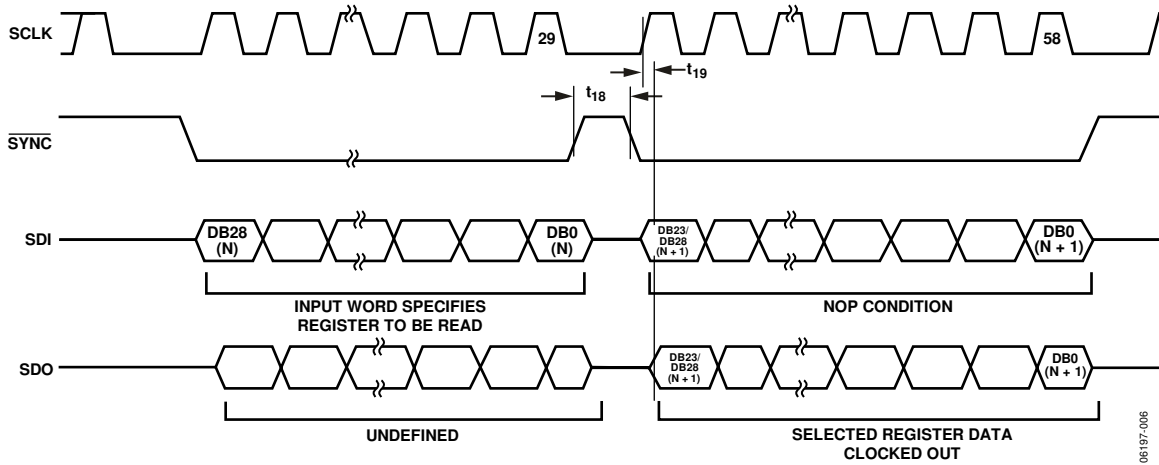 SCLK
29
58
t19
t18
SYNC
SDI
DB28
(N)
DB0
(N)
DB23/
DB28
(N + 1)
DB0
(N + 1)
INPUT WORD SPECIFIES
REGISTER TO BE READ
NOP CONDITION
SDO
DB23/
DB28
(N + 1)
DB0
(N + 1)
UNDEFINED
SELECTED REGISTER DATA
CLOCKED OUT
06197-006